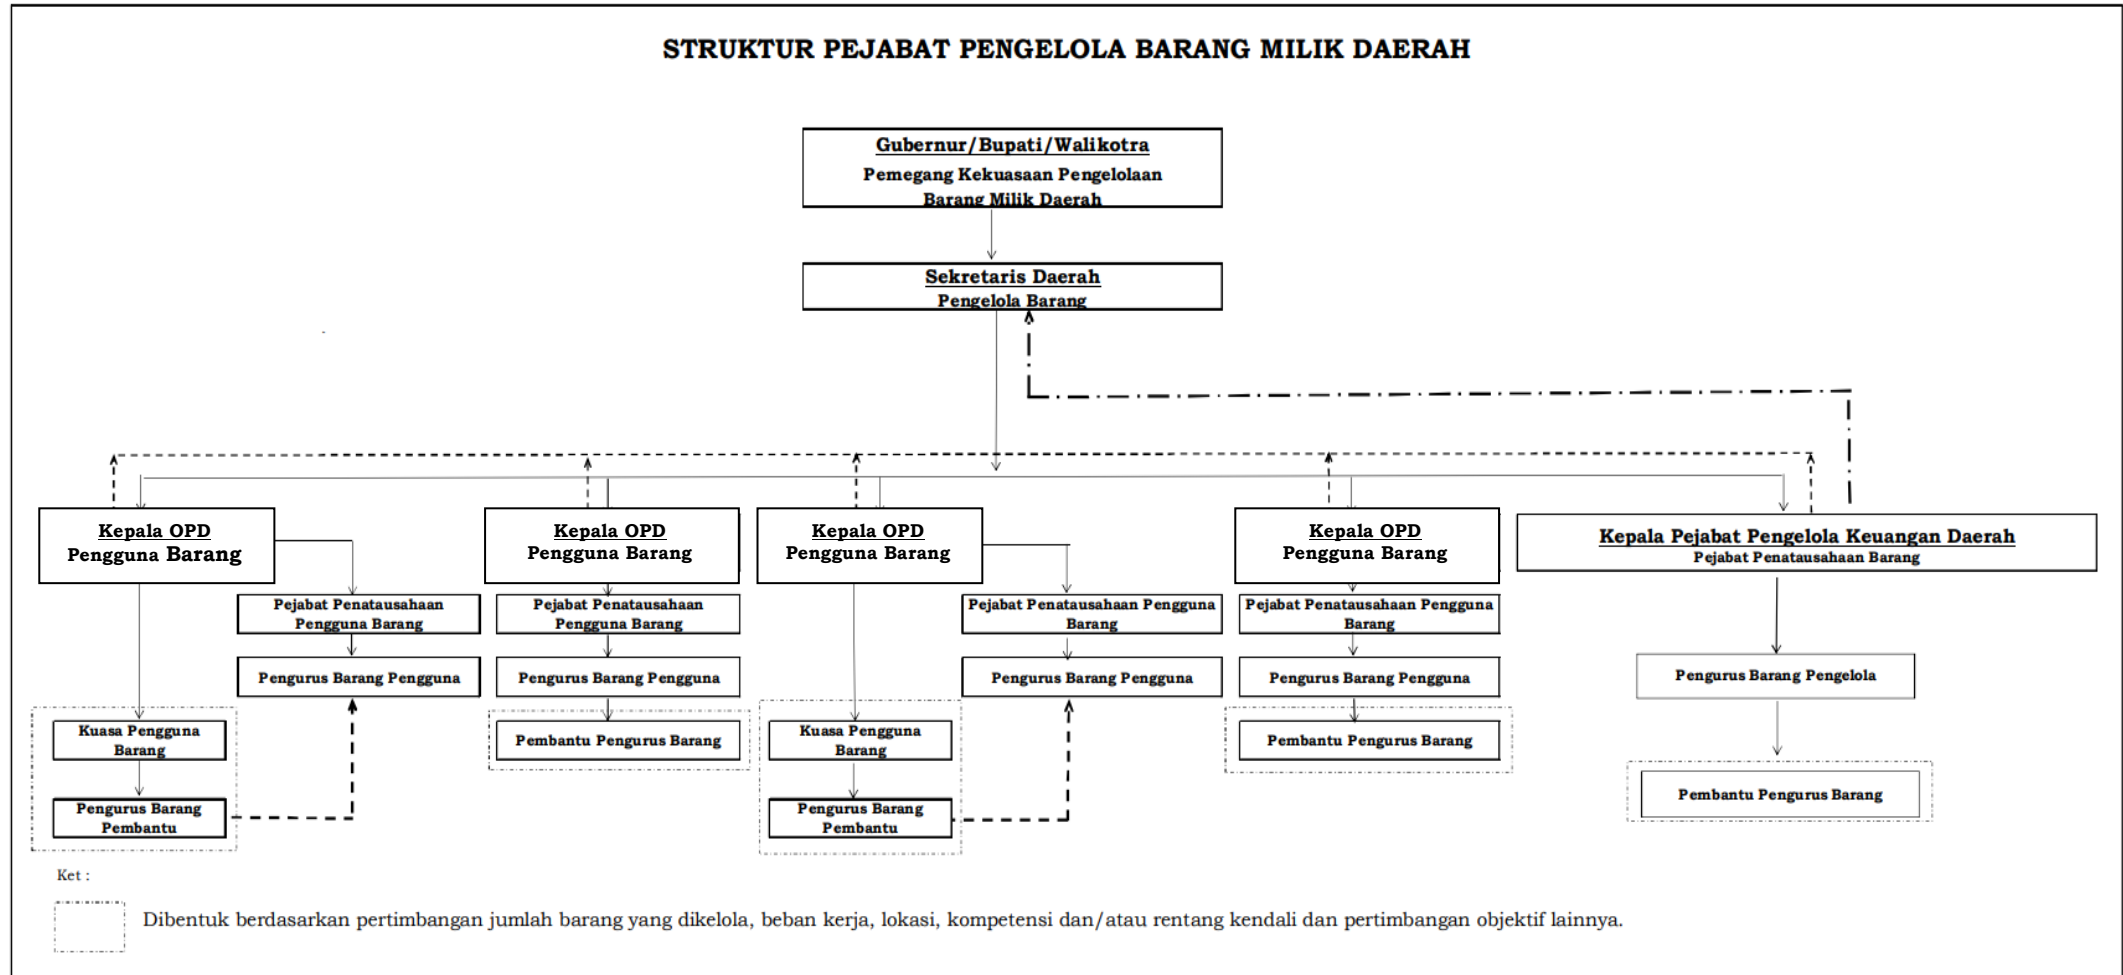 STRUKTUR PEJABAT PENGELOLA BARANG MILIK DAERAH
Gubernur/Bupati/Walikotra
Pemegang Kekuasaan Pengelolaan
Barang Milik Daerah
Sekretaris Daerah
Pengelola Barang
Kepala OPD
Pengguna Barang
Kepala OPD
Pengguna Barang
Kepala OPD
Pengguna Barang
Kepala OPD
Pengguna Barang
Kepala Pejabat Pengelola Keuangan Daerah
Pejabat Penatausahaan Barang
Pejabat Penatausahaan
Pengguna Barang
Pejabat Penatausahaan
Pengguna Barang
Pejabat Penatausahaan Pengguna
Barang
Pejabat Penatausahaan Pengguna
Barang
Pengurus Barang Pengguna
Pengurus Barang Pengguna
Pengurus Barang Pengguna
Pengurus Barang Pengguna
Pengurus Barang Pengelola
Kuasa Pengguna
Barang
Pembantu Pengurus Barang
Kuasa Pengguna
Barang
Pembantu Pengurus Barang
Pembantu Pengurus Barang
Pengurus Barang
Pembantu
Pengurus Barang
Pembantu
Ket :
Dibentuk berdasarkan pertimbangan jumlah barang yang dikelola, beban kerja, lokasi, kompetensi dan/atau rentang kendali dan pertimbangan objektif lainnya.